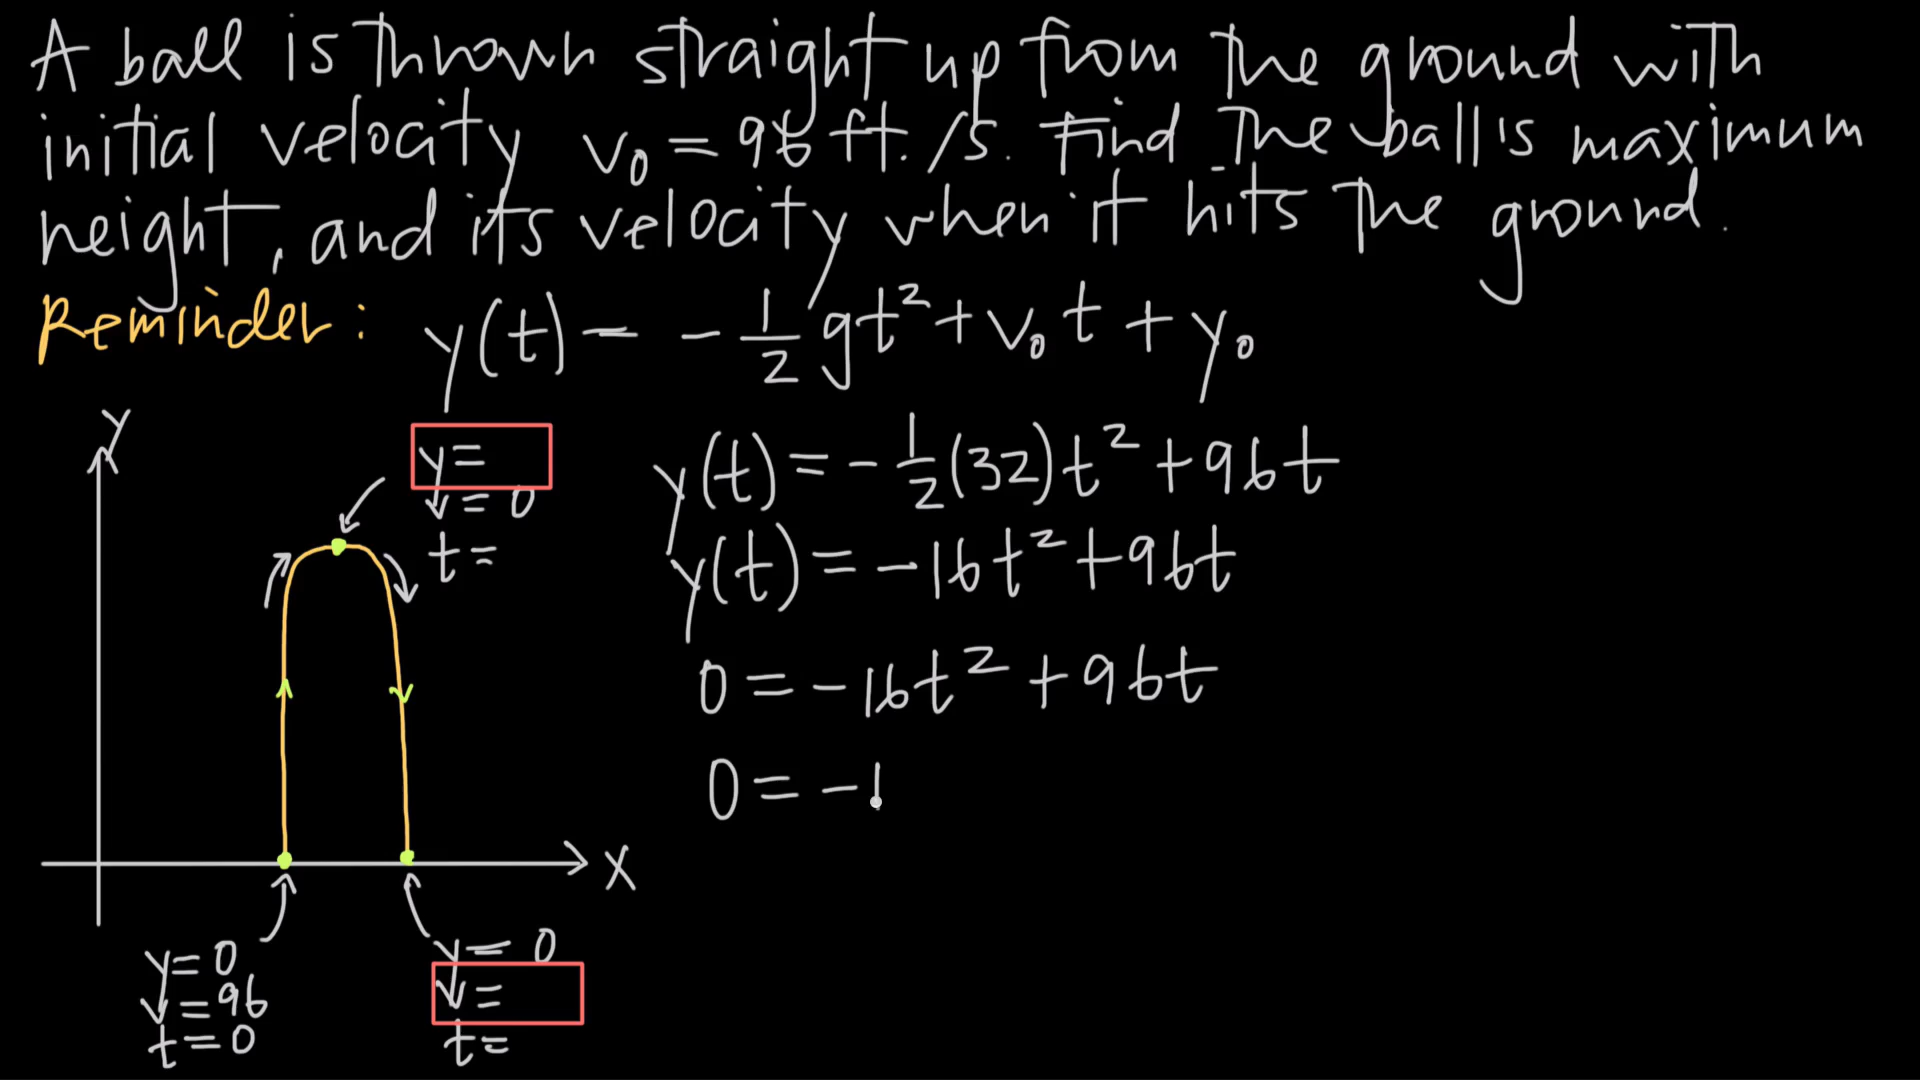 A ball is thrown straight up from the ground with
initial velocity v₀ = 96 ft./s. Find the ball's maximum
height, and its velocity when it hits the ground.
Reminder: y(t) = - 1/2 gt² + v₀t + y₀
y
y =
v = 0
t =
y(t) = - 1/2 (32)t² + 96t
y(t) = -16t² + 96t
0 = -16t² + 96t
0 = -1
x
y = 0
v = 96
t = 0
y = 0
v =
t =